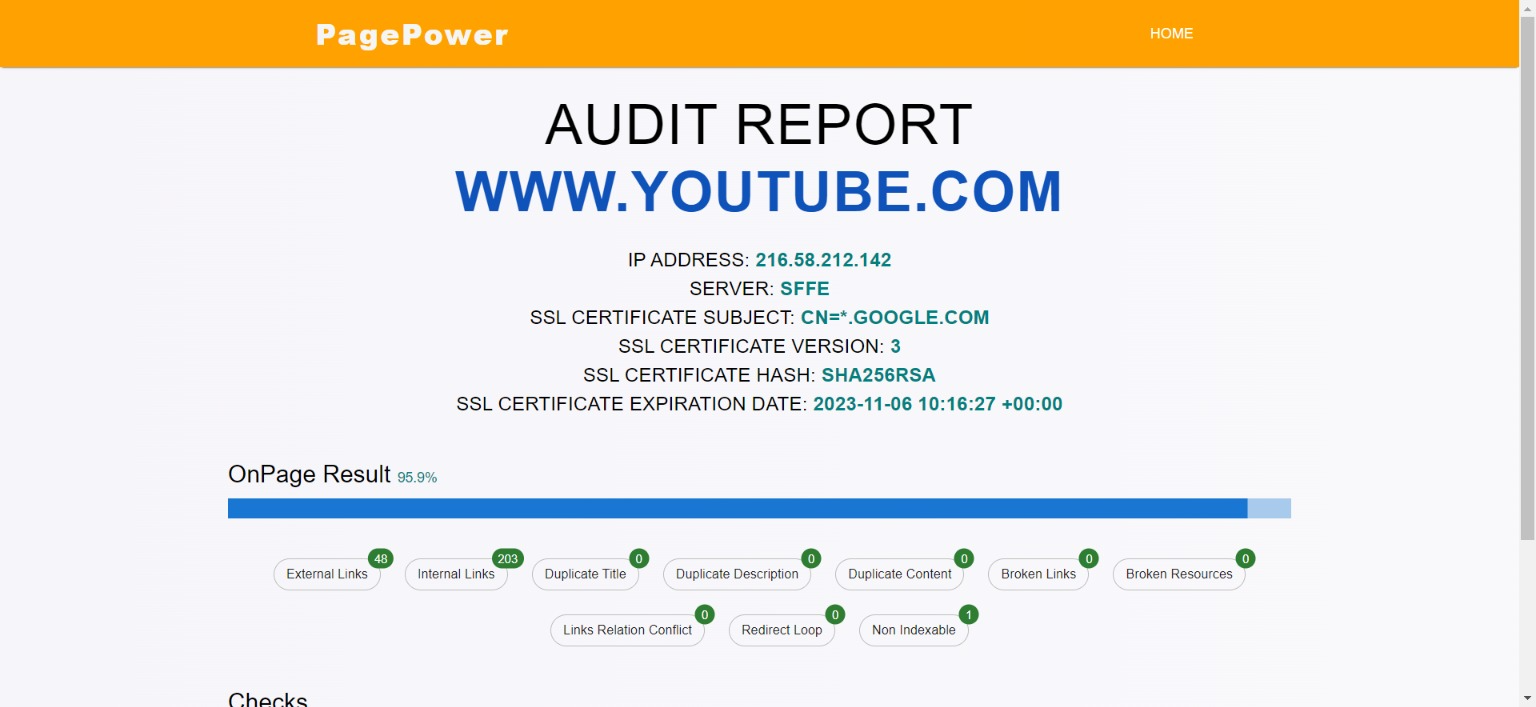 PagePower
HOME
AUDIT REPORT
WWW.YOUTUBE.COM
IP ADDRESS: 216.58.212.142
SERVER: SFFE
SSL CERTIFICATE SUBJECT: CN=*.GOOGLE.COM
SSL CERTIFICATE VERSION: 3
SSL CERTIFICATE HASH: SHA256RSA
SSL CERTIFICATE EXPIRATION DATE: 2023-11-06 10:16:27 +00:00
OnPage Result 95.9%
External Links 48
Internal Links 203
Duplicate Title 0
Duplicate Description 0
Duplicate Content 0
Broken Links 0
Broken Resources 0
Links Relation Conflict 0
Redirect Loop 0
Non Indexable 1
Checks